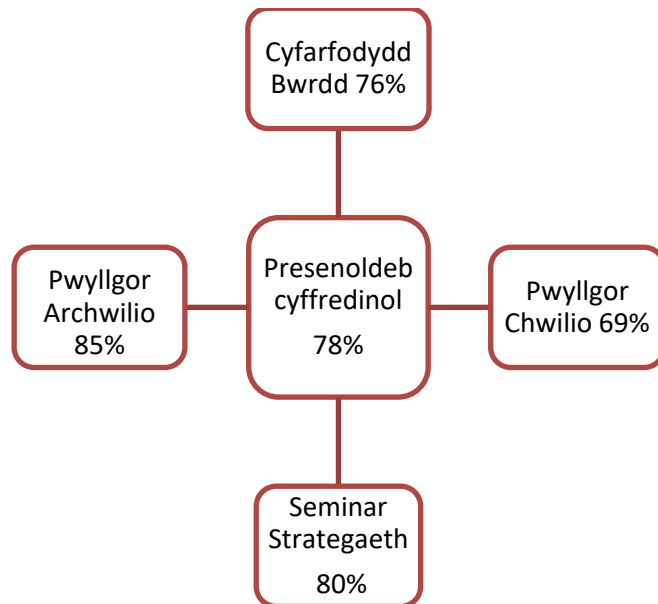 Cyfarfodydd
Bwrdd 76%
Pwyllgor
Archwilio
85%
Presenoldeb
cyffredinol
78%
Pwyllgor
Chwilio 69%
Seminar
Strategaeth
80%